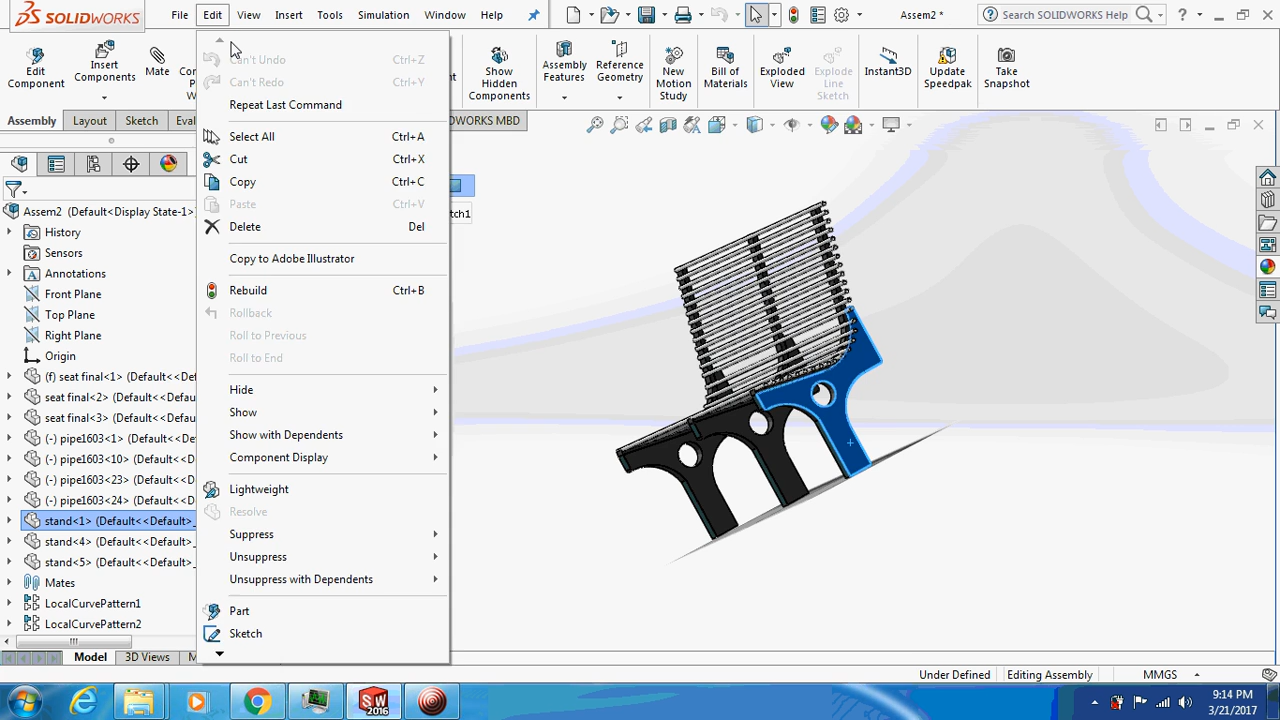 SOLIDWORKS
File Edit View Insert Tools Simulation Window Help
Assem2 *
Search SOLIDWORKS Help
Edit Component
Insert Components
Mate
Show Hidden Components
Assembly Features
Reference Geometry
New Motion Study
Bill of Materials
Exploded View
Explode Line Sketch
Instant3D
Update Speedpak
Take Snapshot
Assembly Layout Sketch Eval
DWORKS MBD
Can't Undo Ctrl+Z
Can't Redo Ctrl+Y
Repeat Last Command
Select All Ctrl+A
Cut Ctrl+X
Copy Ctrl+C
Paste Ctrl+V
Delete Del
Copy to Adobe Illustrator
Rebuild Ctrl+B
Rollback
Roll to Previous
Roll to End
Hide
Show
Show with Dependents
Component Display
Lightweight
Resolve
Suppress
Unsuppress
Unsuppress with Dependents
Part
Sketch
tch1
Assem2 (Default<Display State-1>
History
Sensors
Annotations
Front Plane
Top Plane
Right Plane
Origin
(f) seat final<1> (Default<<Def
seat final<2> (Default<<Defau
seat final<3> (Default<<Defau
(-) pipe1603<1> (Default<<De
(-) pipe1603<10> (Default<<D
(-) pipe1603<23> (Default<<D
(-) pipe1603<24> (Default<<D
stand<1> (Default<<Default>_
stand<4> (Default<<Default>_
stand<5> (Default<<Default>_
Mates
LocalCurvePattern1
LocalCurvePattern2
Model 3D Views M
Under Defined Editing Assembly MMGS
SW 2016
9:14 PM
3/21/2017